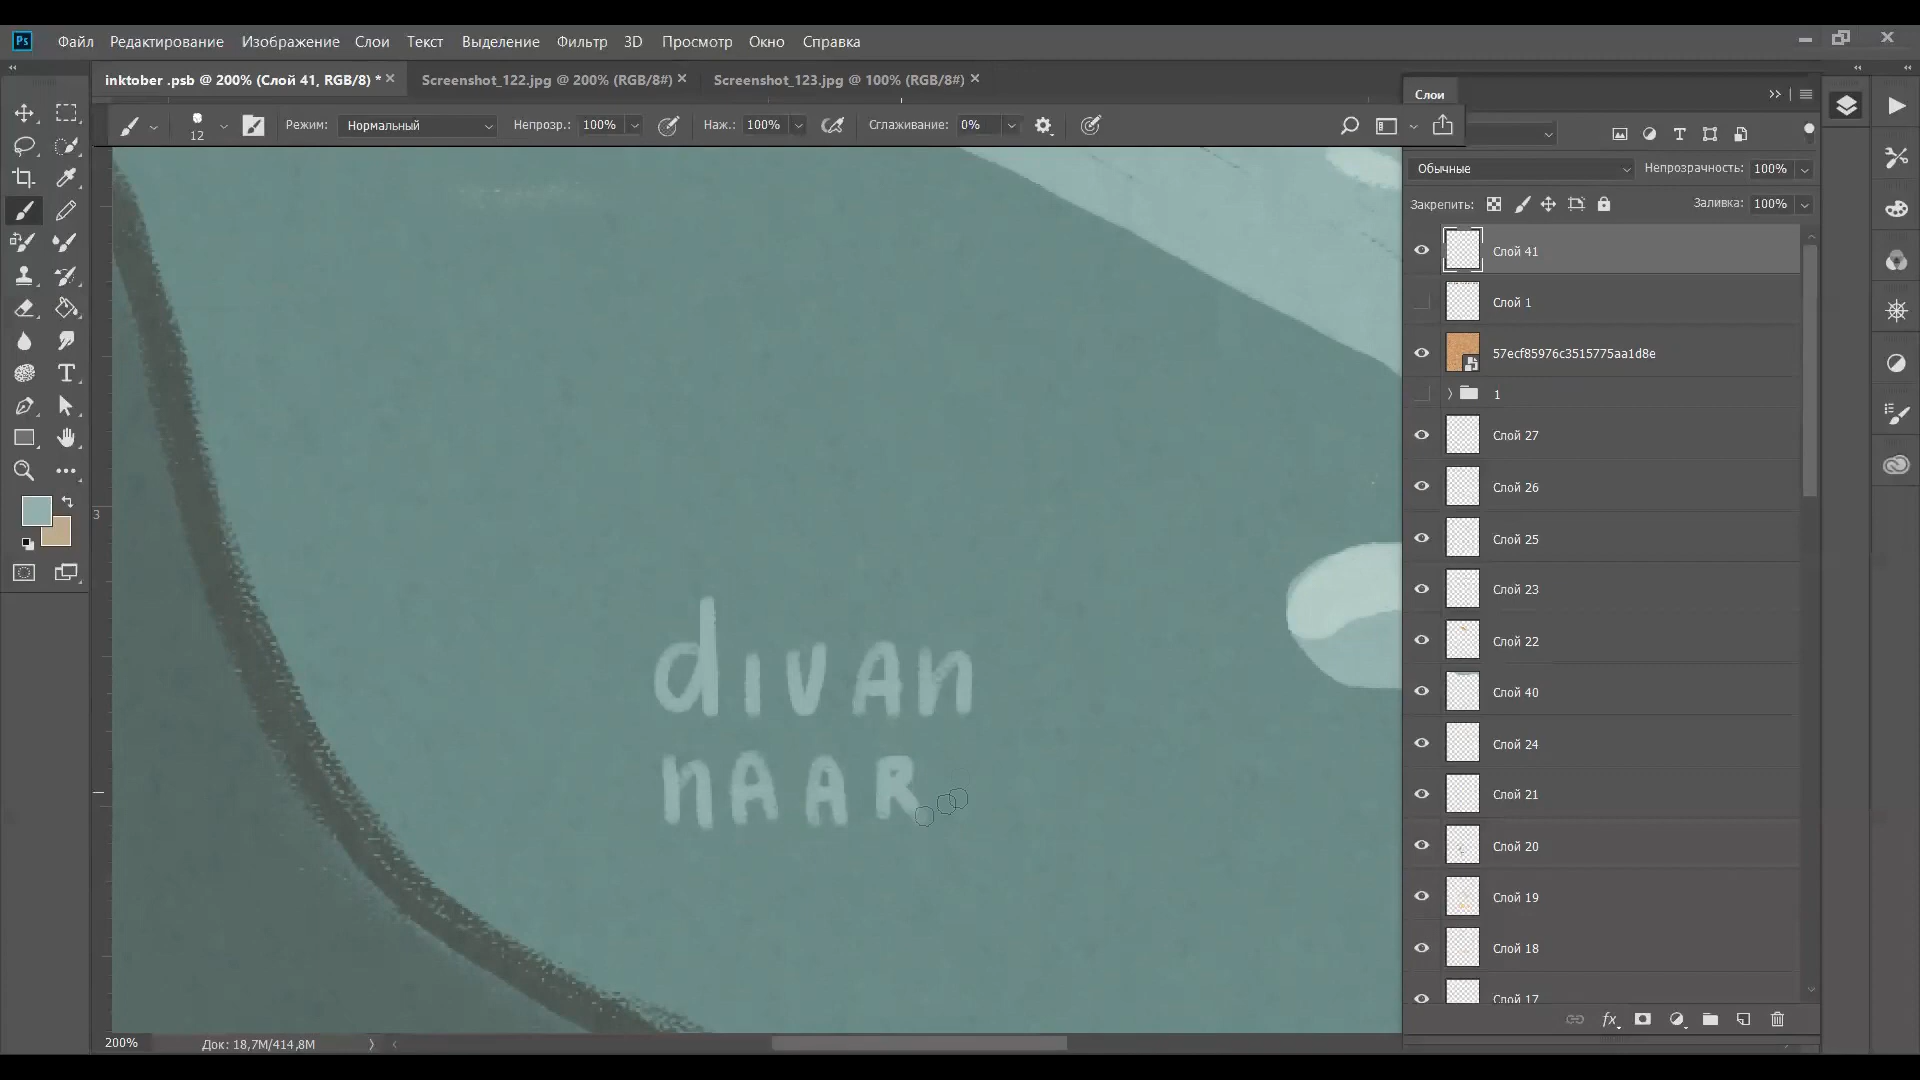 Ps Файл Редактирование Изображение Слои Текст Выделение Фильтр 3D Просмотр Окно Справка
inktober .psb @ 200% (Слой 41, RGB/8) * Screenshot_122.jpg @ 200% (RGB/8#) Screenshot_123.jpg @ 100% (RGB/8#)
Слои
12 Режим: Нормальный Непрозр.: 100% Наж.: 100% Сглаживание: 0%
Обычные Непрозрачность: 100%
Закрепить: Заливка: 100%
Слой 41
Слой 1
57ecf85976c3515775aa1d8e
1
Слой 27
Слой 26
3
Слой 25
Слой 23
Слой 22
divan
Слой 40
Слой 24
nAAR
Слой 21
Слой 20
Слой 19
Слой 18
Слой 17
fx
200% Док: 18,7M/414,8M